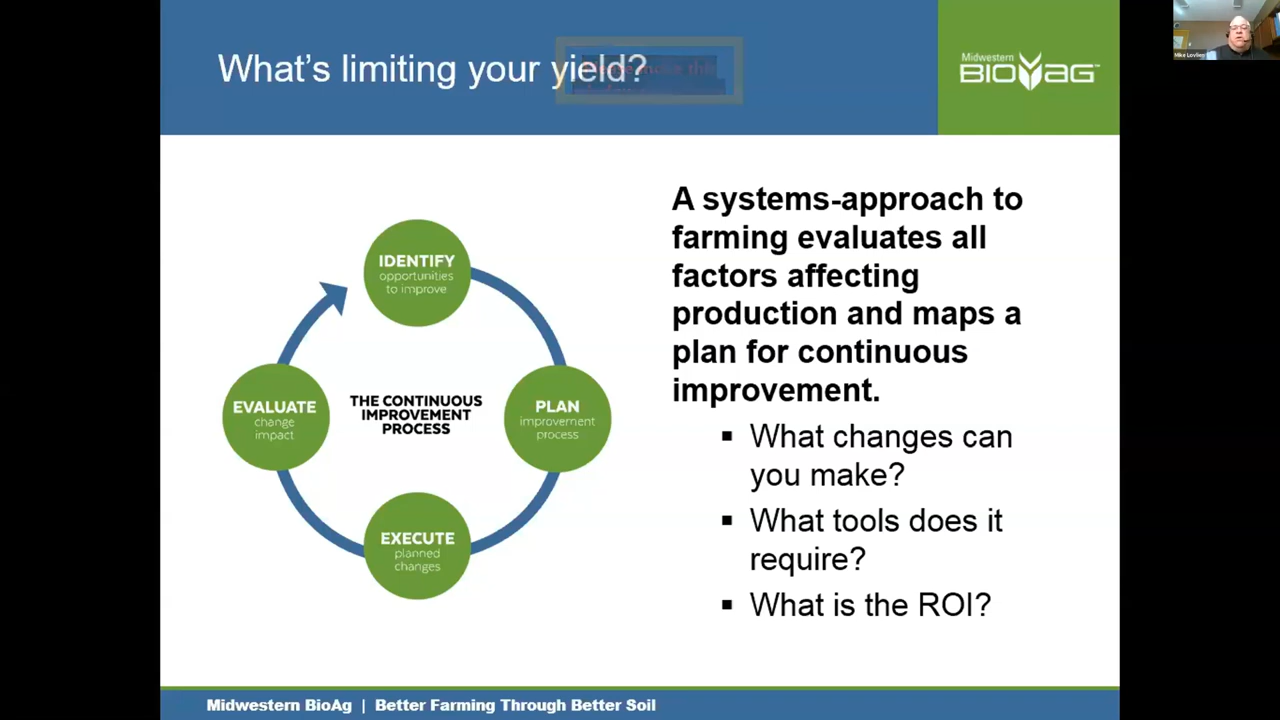 What's limiting your yield?
Midwestern
BIOAG
Mike Lovlien
A systems-approach to
farming evaluates all
factors affecting
production and maps a
plan for continuous
improvement.
▪ What changes can
you make?
▪ What tools does it
require?
▪ What is the ROI?
IDENTIFY
opportunities
to improve
PLAN
improvement
process
EXECUTE
planned
changes
EVALUATE
change
impact
THE CONTINUOUS
IMPROVEMENT
PROCESS
Midwestern BioAg | Better Farming Through Better Soil